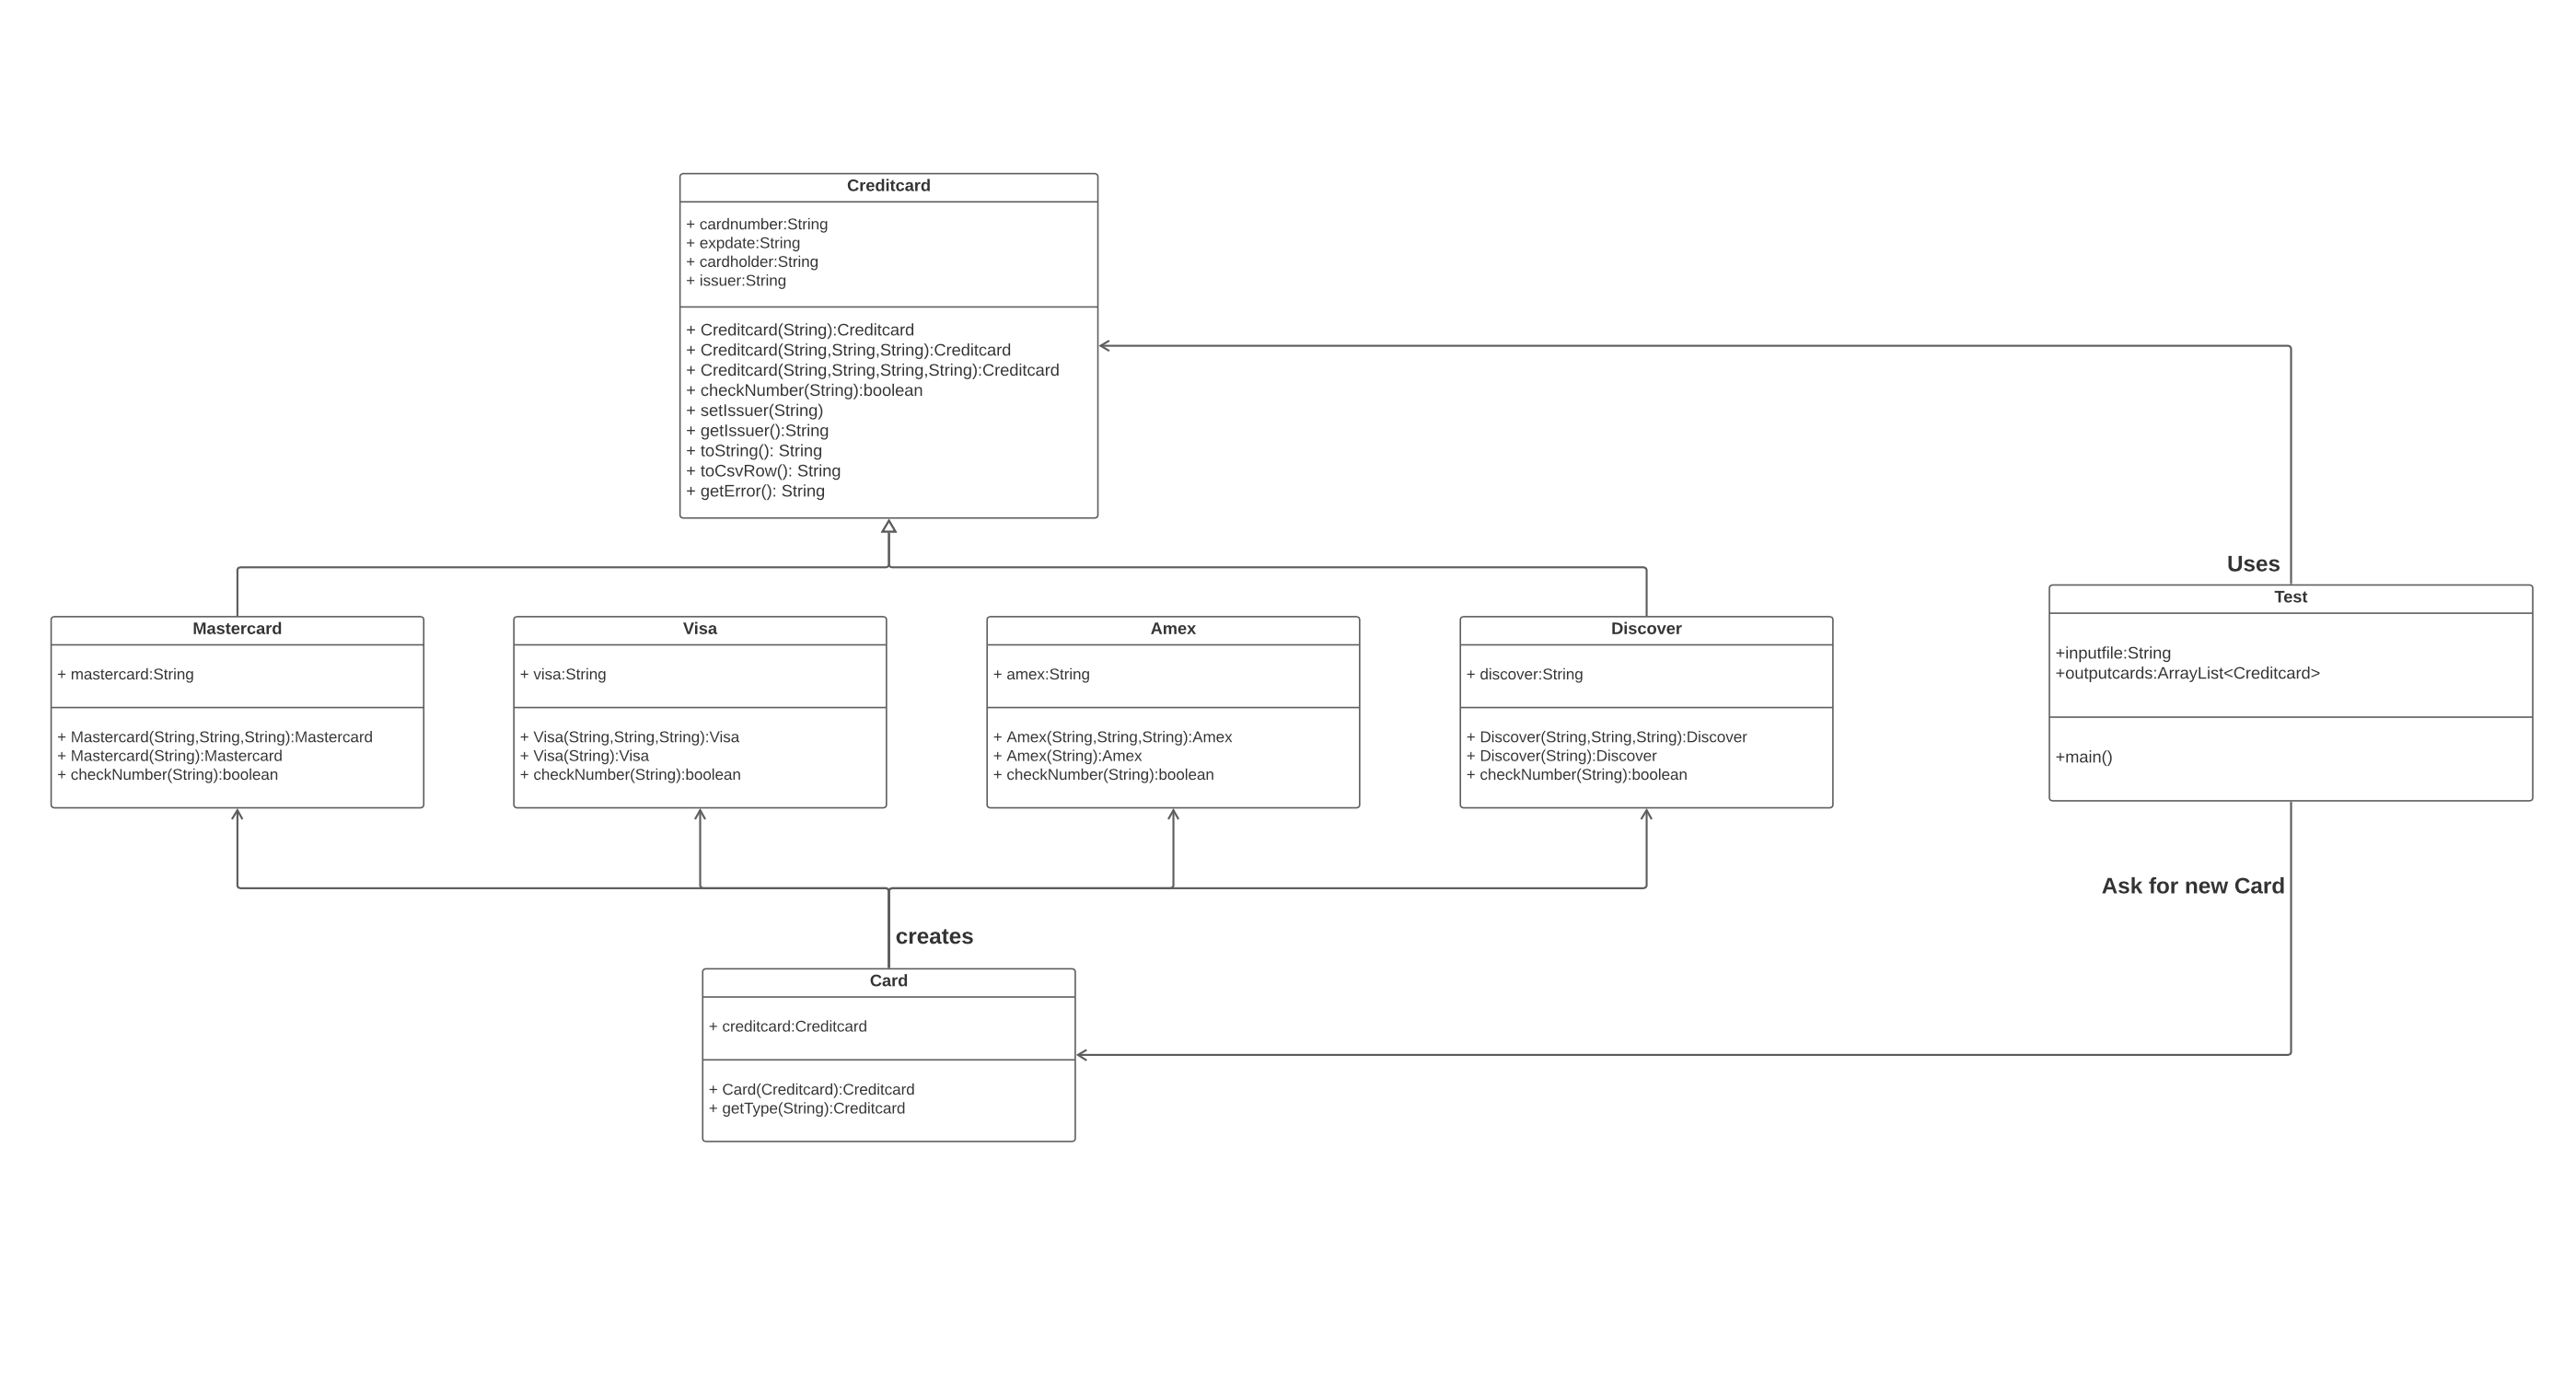 Creditcard
+ cardnumber:String
+ expdate:String
+ cardholder:String
+ issuer:String
+ Creditcard(String):Creditcard
+ Creditcard(String,String,String):Creditcard
+ Creditcard(String,String,String,String):Creditcard
+ checkNumber(String):boolean
+ setIssuer(String)
+ getIssuer():String
+ toString(): String
+ toCsvRow(): String
+ getError(): String
Uses
Mastercard
+ mastercard:String
+ Mastercard(String,String,String):Mastercard
+ Mastercard(String):Mastercard
+ checkNumber(String):boolean
Visa
+ visa:String
+ Visa(String,String,String):Visa
+ Visa(String):Visa
+ checkNumber(String):boolean
Amex
+ amex:String
+ Amex(String,String,String):Amex
+ Amex(String):Amex
+ checkNumber(String):boolean
Discover
+ discover:String
+ Discover(String,String,String):Discover
+ Discover(String):Discover
+ checkNumber(String):boolean
Test
+inputfile:String
+outputcards:ArrayList<Creditcard>
+main()
Ask for new Card
creates
Card
+ creditcard:Creditcard
+ Card(Creditcard):Creditcard
+ getType(String):Creditcard